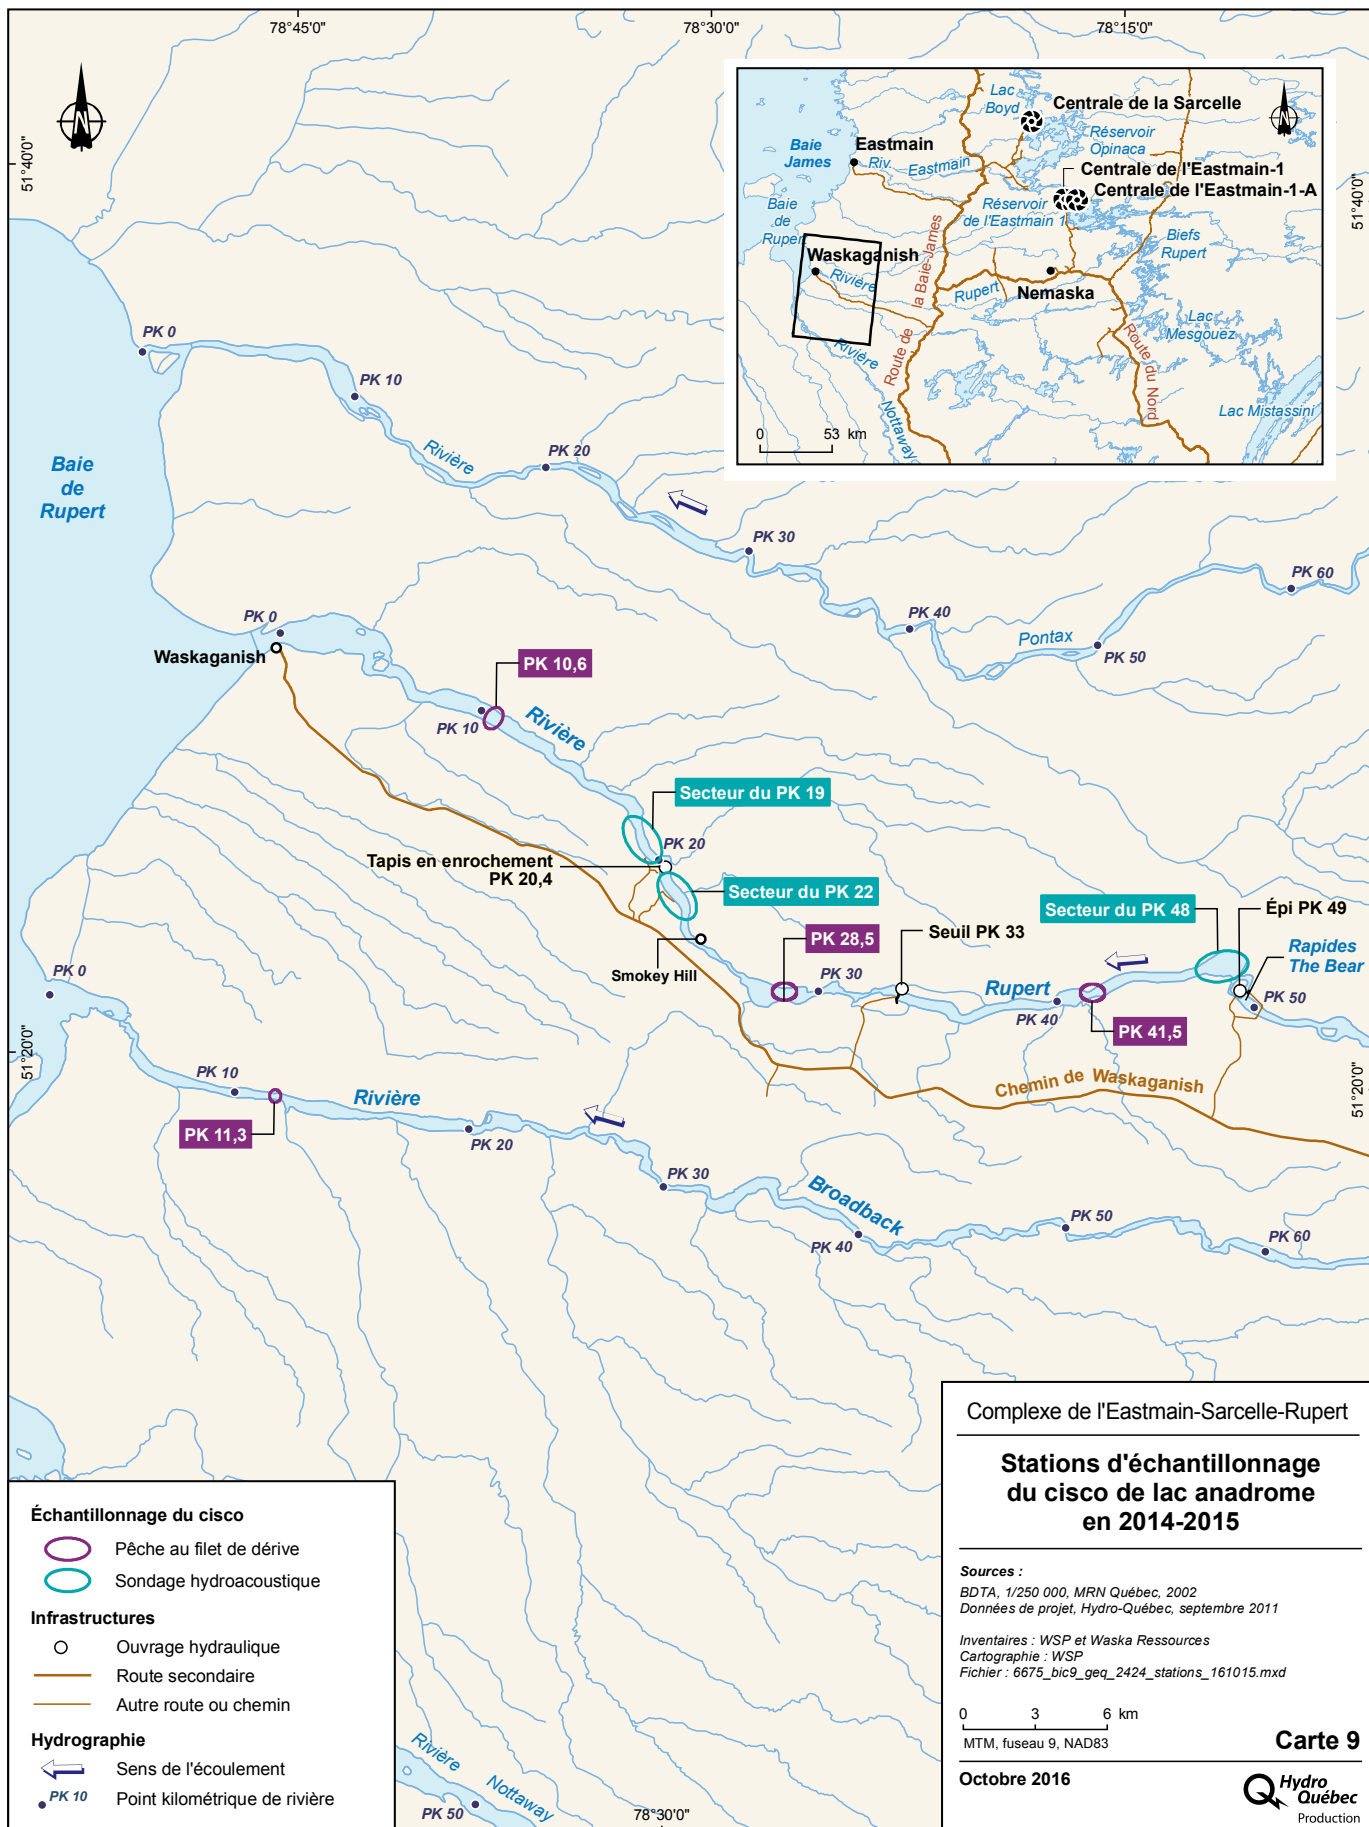 78°45'0"
78°30'0"
78°15'0"
51°40'0"
51°40'0"
Lac
Boyd
Centrale de la Sarcelle
Réservoir
Opinaca
Baie
James
Eastmain
Riv.
Eastmain
Centrale de l'Eastmain-1
Centrale de l'Eastmain-1-A
Réservoir
de l'Eastmain 1
Baie
de
Rupert
Biefs
Rupert
Waskaganish
Rivière
Rupert
Nemaska
Route de la Baie-James
Route du Nord
Lac
Mesgouez
Rivière
Nottaway
Lac Mistassini
0 53 km
PK 0
PK 10
Rivière
PK 20
Baie
de
Rupert
PK 30
PK 60
PK 40
Pontax
PK 50
PK 0
Waskaganish
PK 10,6
PK 10
Rivière
Secteur du PK 19
PK 20
Tapis en enrochement
PK 20,4
Secteur du PK 22
Secteur du PK 48
Épi PK 49
PK 28,5
Seuil PK 33
Rapides
The Bear
Smokey Hill
PK 30
Rupert
PK 40
PK 50
PK 41,5
PK 0
51°20'0"
51°20'0"
PK 10
Rivière
Chemin de Waskaganish
PK 11,3
PK 20
PK 30
Broadback
PK 40
PK 50
PK 60
Rivière
Nottaway
PK 50
78°30'0"
Échantillonnage du cisco
Pêche au filet de dérive
Sondage hydroacoustique
Infrastructures
Ouvrage hydraulique
Route secondaire
Autre route ou chemin
Hydrographie
Sens de l'écoulement
PK 10 Point kilométrique de rivière
Complexe de l'Eastmain-Sarcelle-Rupert
Stations d'échantillonnage
du cisco de lac anadrome
en 2014-2015
Sources :
BDTA, 1/250 000, MRN Québec, 2002
Données de projet, Hydro-Québec, septembre 2011
Inventaires : WSP et Waska Ressources
Cartographie : WSP
Fichier : 6675_bic9_geq_2424_stations_161015.mxd
0 3 6 km
MTM, fuseau 9, NAD83
Carte 9
Octobre 2016
Hydro
Québec
Production
N
N